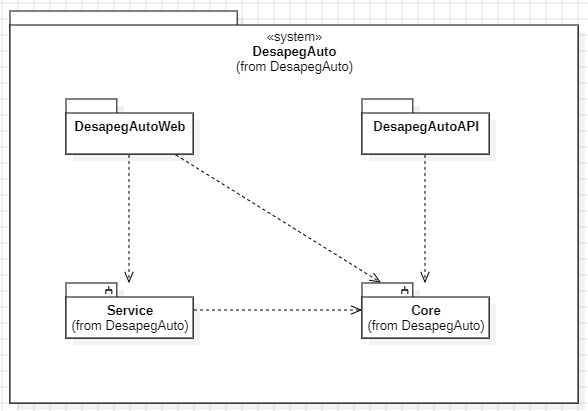 «system»
DesapegAuto
(from DesapegAuto)
DesapegAutoWeb
DesapegAutoAPI
Service
(from DesapegAuto)
Core
(from DesapegAuto)